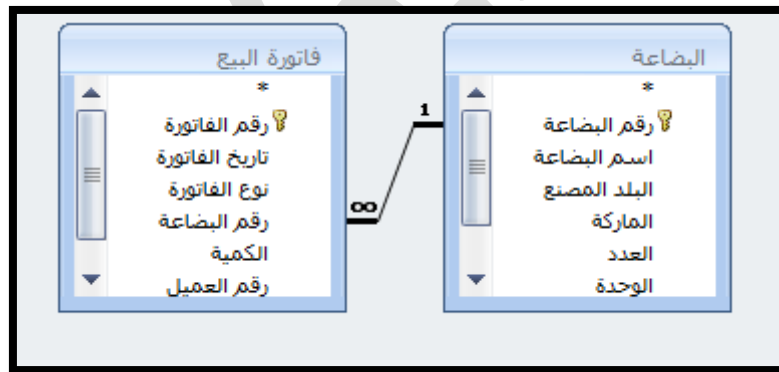 البضاعة
*
رقم البضاعة
اسم البضاعة
البلد المصنع
الماركة
العدد
الوحدة
1
∞
فاتورة البيع
*
رقم الفاتورة
تاريخ الفاتورة
نوع الفاتورة
رقم البضاعة
الكمية
رقم العميل